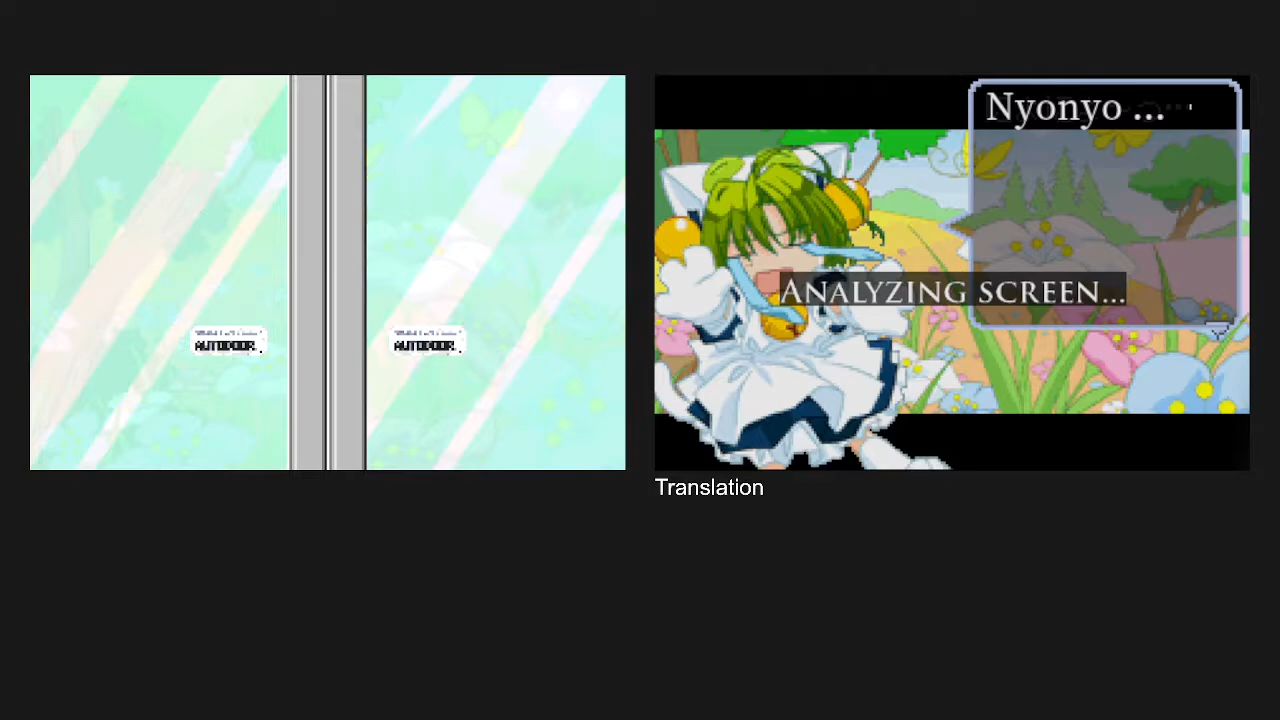 AUTODOOR
AUTODOOR
Nyonyo ...
ANALYZING SCREEN...
Translation